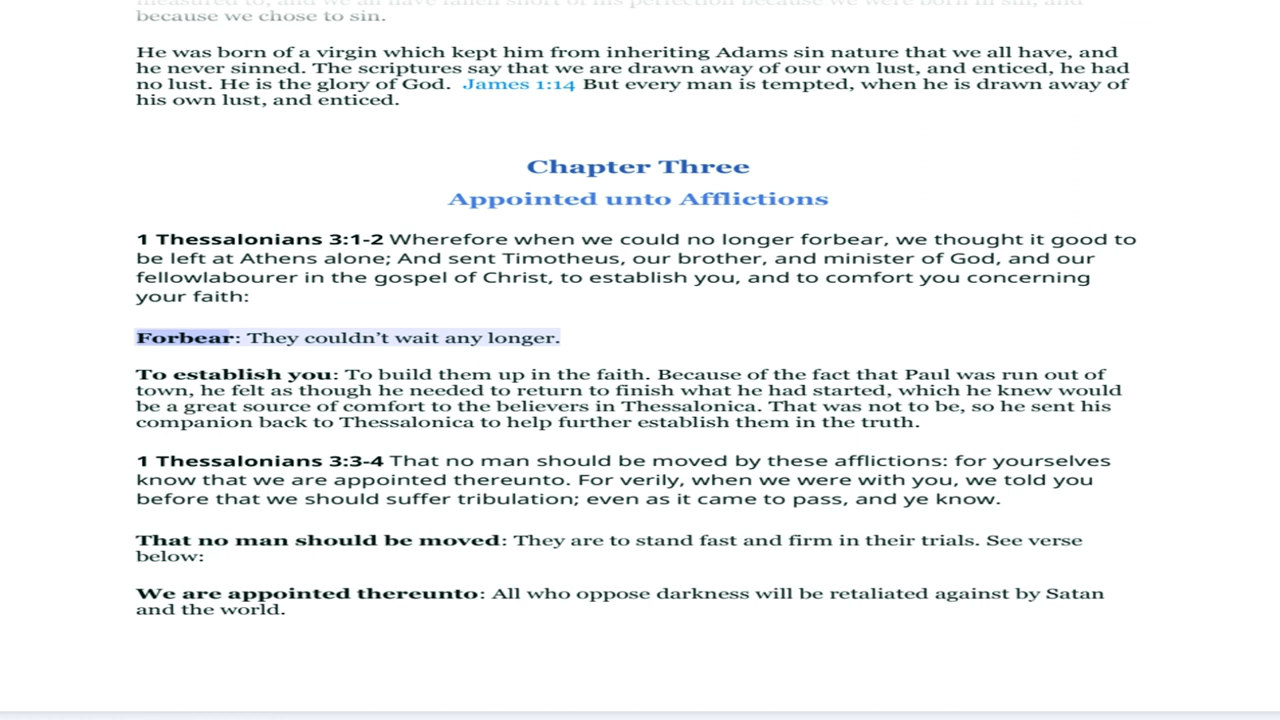 because we chose to sin.
He was born of a virgin which kept him from inheriting Adams sin nature that we all have, and
he never sinned. The scriptures say that we are drawn away of our own lust, and enticed, he had
no lust. He is the glory of God. James 1:14 But every man is tempted, when he is drawn away of
his own lust, and enticed.
Chapter Three
Appointed unto Afflictions
1 Thessalonians 3:1-2 Wherefore when we could no longer forbear, we thought it good to
be left at Athens alone; And sent Timotheus, our brother, and minister of God, and our
fellowlabourer in the gospel of Christ, to establish you, and to comfort you concerning
your faith:
Forbear: They couldn’t wait any longer.
To establish you: To build them up in the faith. Because of the fact that Paul was run out of
town, he felt as though he needed to return to finish what he had started, which he knew would
be a great source of comfort to the believers in Thessalonica. That was not to be, so he sent his
companion back to Thessalonica to help further establish them in the truth.
1 Thessalonians 3:3-4 That no man should be moved by these afflictions: for yourselves
know that we are appointed thereunto. For verily, when we were with you, we told you
before that we should suffer tribulation; even as it came to pass, and ye know.
That no man should be moved: They are to stand fast and firm in their trials. See verse
below:
We are appointed thereunto: All who oppose darkness will be retaliated against by Satan
and the world.